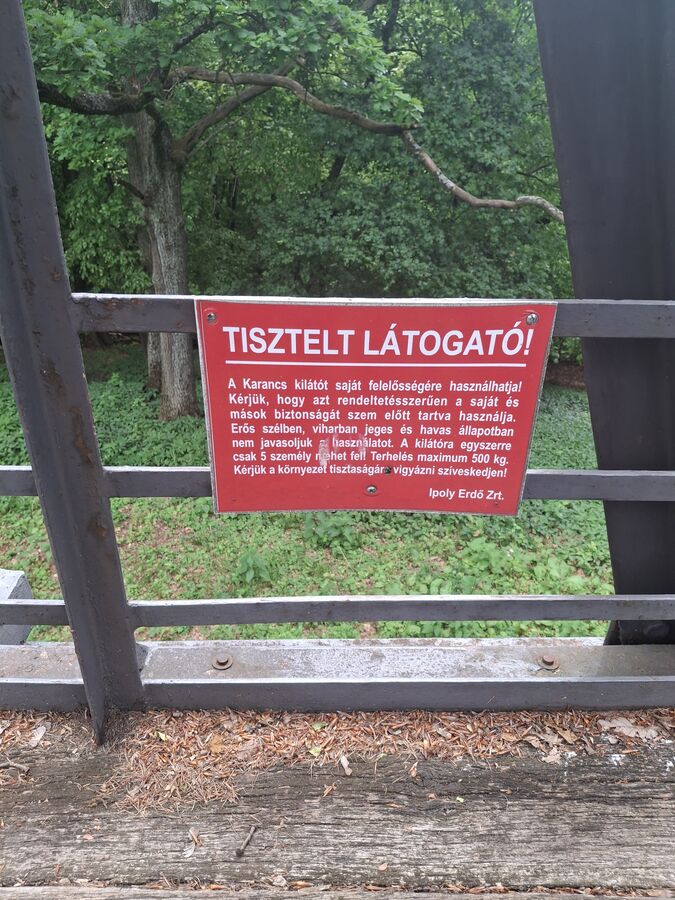 TISZTELT LÁTOGATÓ!
A Karancs kilátót saját felelősségére használhatja!
Kérjük, hogy azt rendeltetésszerűen a saját és
mások biztonságát szem előtt tartva használja.
Erős szélben, viharban jeges és havas állapotban
nem javasoljuk a használatot. A kilátóra egyszerre
csak 5 személy mehet fel! Terhelés maximum 500 kg.
Kérjük a környezet tisztaságára vigyázni szíveskedjen!
Ipoly Erdő Zrt.